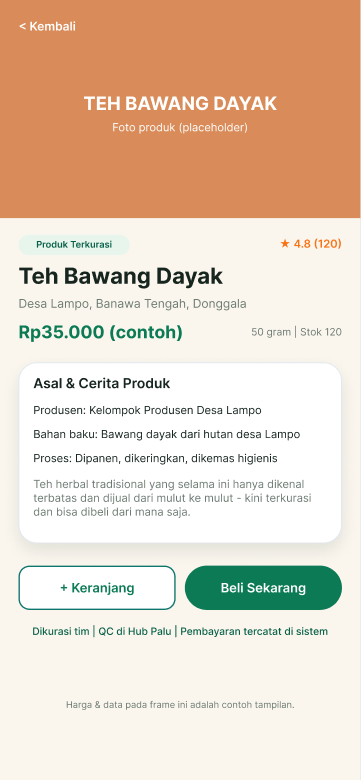 < Kembali
TEH BAWANG DAYAK
Foto produk (placeholder)
Produk Terkurasi
★ 4.8 (120)
Teh Bawang Dayak
Desa Lampo, Banawa Tengah, Donggala
Rp35.000 (contoh)
50 gram | Stok 120
Asal & Cerita Produk
Produsen: Kelompok Produsen Desa Lampo
Bahan baku: Bawang dayak dari hutan desa Lampo
Proses: Dipanen, dikeringkan, dikemas higienis
Teh herbal tradisional yang selama ini hanya dikenal
terbatas dan dijual dari mulut ke mulut - kini terkurasi
dan bisa dibeli dari mana saja.
+ Keranjang
Beli Sekarang
Dikurasi tim | QC di Hub Palu | Pembayaran tercatat di sistem
Harga & data pada frame ini adalah contoh tampilan.